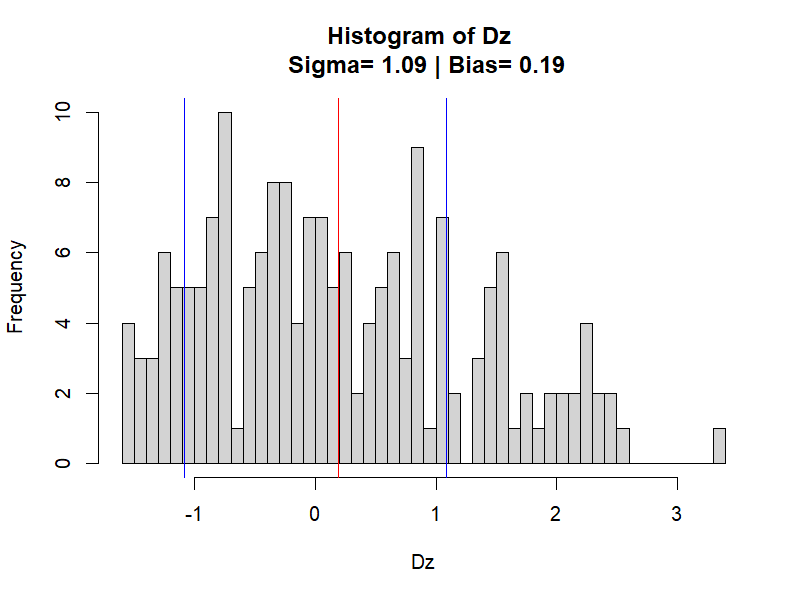 Histogram of Dz
Sigma= 1.09 | Bias= 0.19
Frequency
10
8
6
4
2
0
-1 0 1 2 3
Dz